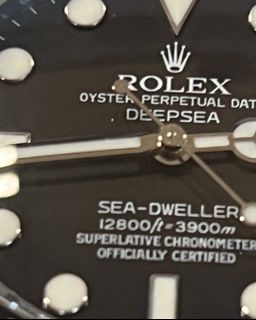 ROLEX
OYSTER PERPETUAL DAT
DEEPSEA
SEA-DWELLER
12800ft=3900m
SUPERLATIVE CHRONOMETER
OFFICIALLY CERTIFIED